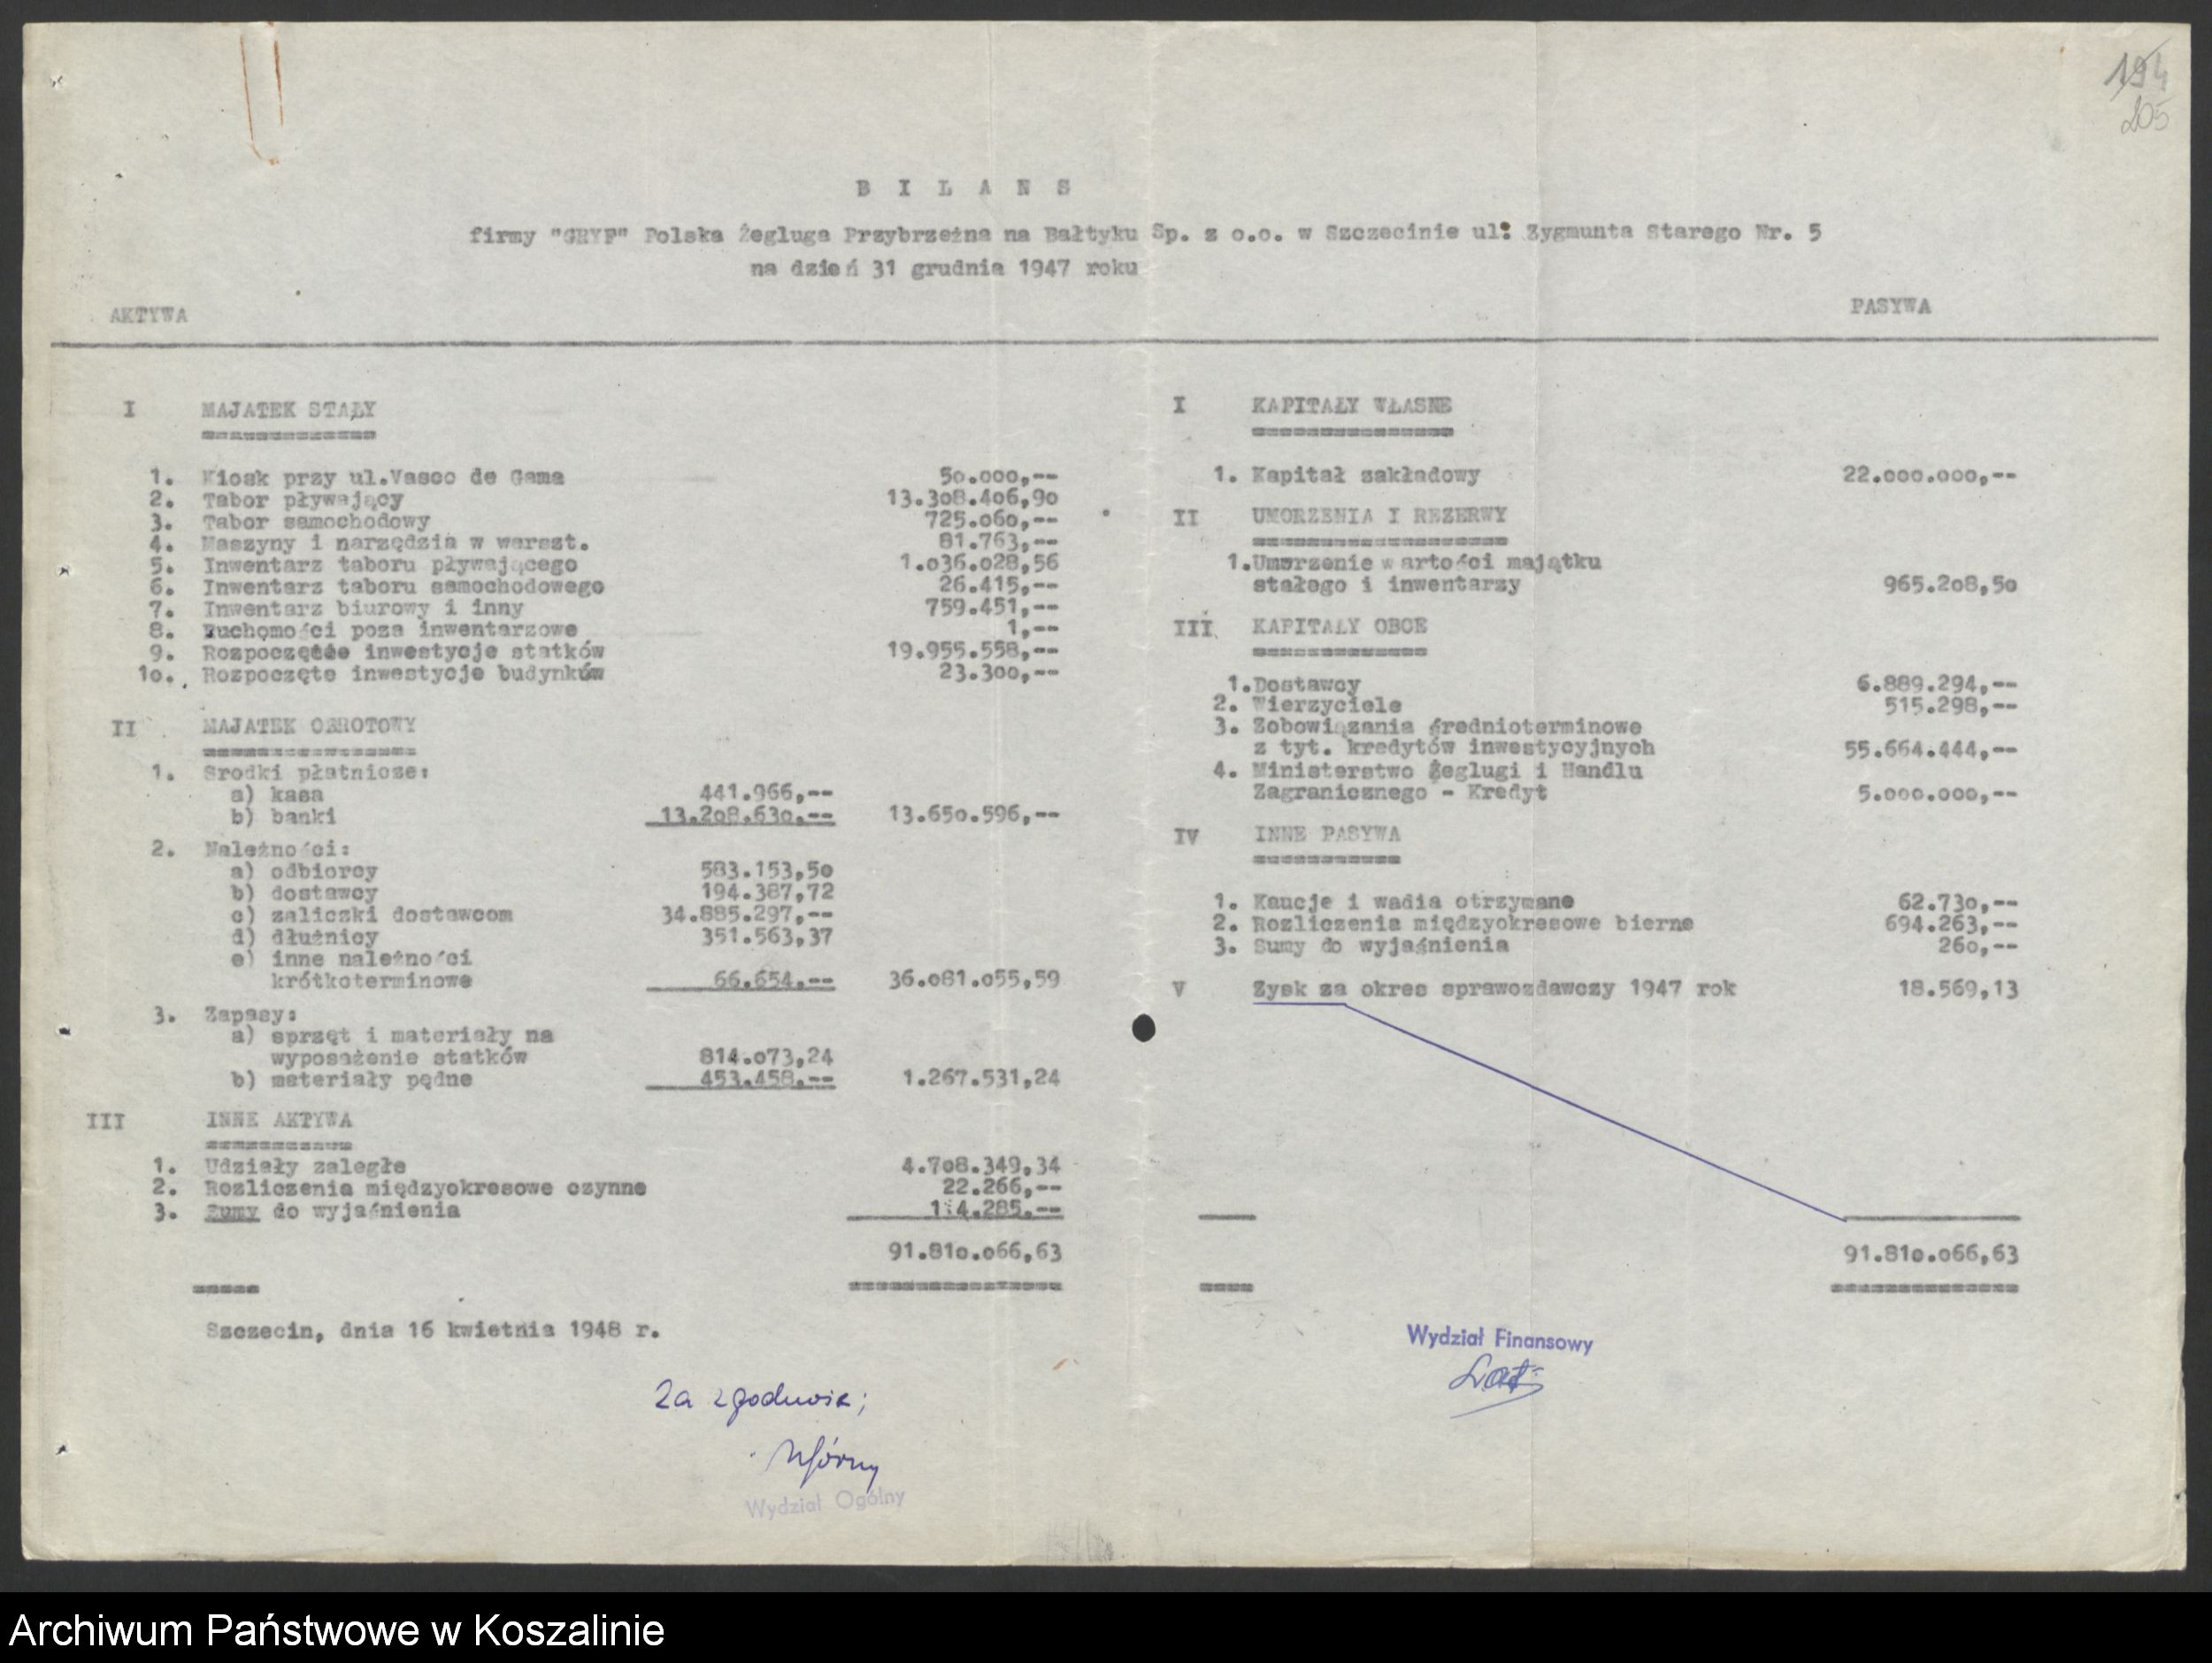 194
205
B I L A N S
firmy "GRYF" Polska Żegluga Przybrzeżna na Bałtyku Sp. z o.o. w Szczecinie ul: Zygmunta Starego Nr. 5
na dzień 31 grudnia 1947 roku
AKTYWA
PASYWA
I MAJATEK STAŁY
1. Kiosk przy ul.Vasco de Gama 50.000,--
2. Tabor pływający 13.308.406,90
3. Tabor samochodowy 725.060,--
4. Maszyny i narzędzia w warszt. 81.763,--
5. Inwentarz taboru pływającego 1.036.028,56
6. Inwentarz taboru samochodowego 26.415,--
7. Inwentarz biurowy i inny 759.451,--
8. Ruchomości poza inwentarzowe 1,--
9. Rozpoczęte inwestycje statków 19.955.558,--
10. Rozpoczęte inwestycje budynków 23.300,--
II MAJATEK OBROTOWY
1. Srodki płatnicze:
a) kasa 441.966,--
b) banki 13.208.630.-- 13.650.596,--
2. Należności:
a) odbiorcy 583.153,50
b) dostawcy 194.387,72
c) zaliczki dostawcom 34.885.297,--
d) dłużnicy 351.563,37
e) inne należności
krótkoterminowe 66.654.-- 36.081.055,59
3. Zapasy:
a) sprzęt i materiały na
wyposażenie statków 814.073,24
b) materiały pędne 453.458.-- 1.267.531,24
III INNE AKTYWA
1. Udziały zaległe 4.708.349,34
2. Rozliczenia międzyokresowe czynne 22.266,--
3. Sumy do wyjaśnienia 114.285.--
91.810.066,63
I KAPITAŁY WŁASNE
1. Kapitał zakładowy 22.000.000,--
II UMORZENIA I REZERWY
1.Umorzenie wartości majątku
stałego i inwentarzy 965.208,50
III KAPITAŁY OBCE
1.Dostawcy 6.889.294,--
2. Wierzyciele 515.298,--
3. Zobowiązania średnioterminowe
z tyt. kredytów inwestycyjnych 55.664.444,--
4. Ministerstwo Żeglugi i Handlu
Zagranicznego - Kredyt 5.000.000,--
IV INNE PASYWA
1. Kaucje i wadia otrzymane 62.730,--
2. Rozliczenia międzyokresowe bierne 694.263,--
3. Sumy do wyjaśnienia 260,--
V Zysk za okres sprawozdawczy 1947 rok 18.569,13
91.810.066,63
Szczecin, dnia 16 kwietnia 1948 r.
Wydział Finansowy
Za zgodność;
Wydział Ogólny
Archiwum Państwowe w Koszalinie